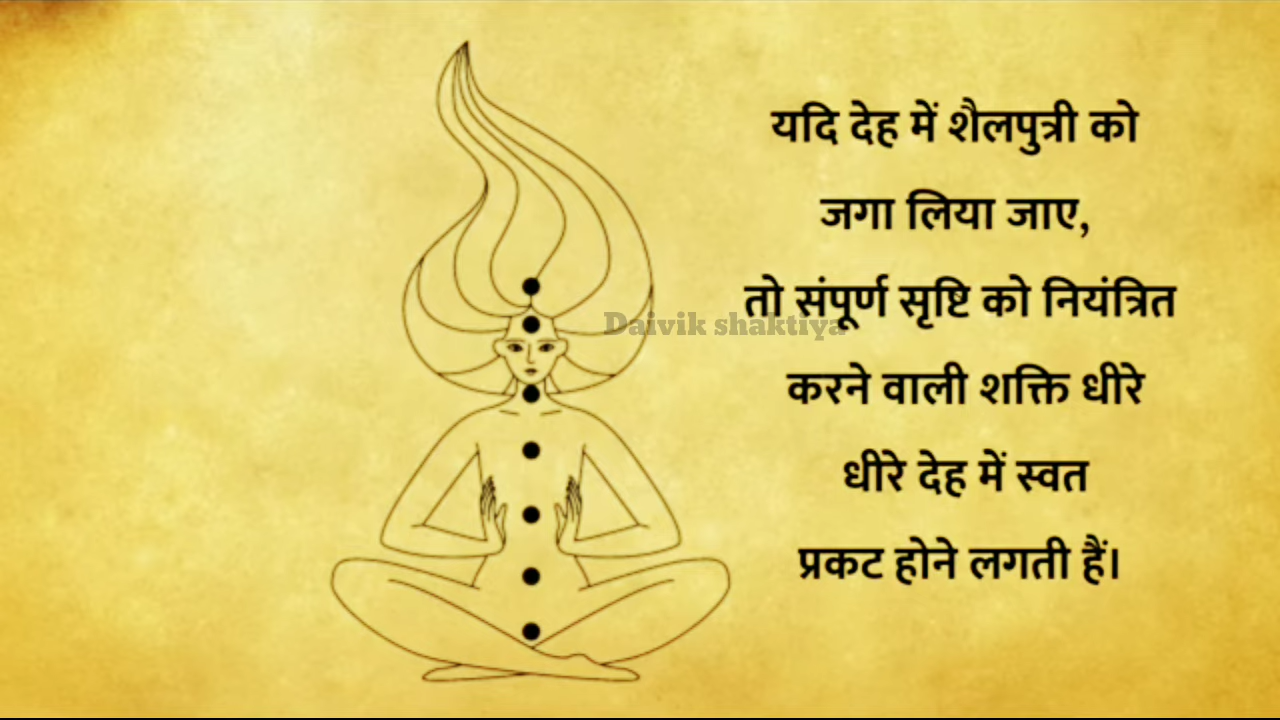 यदि देह में शैलपुत्री को
जगा लिया जाए,
तो संपूर्ण सृष्टि को नियंत्रित
Daivik shaktiya
करने वाली शक्ति धीरे
धीरे देह में स्वत
प्रकट होने लगती हैं।